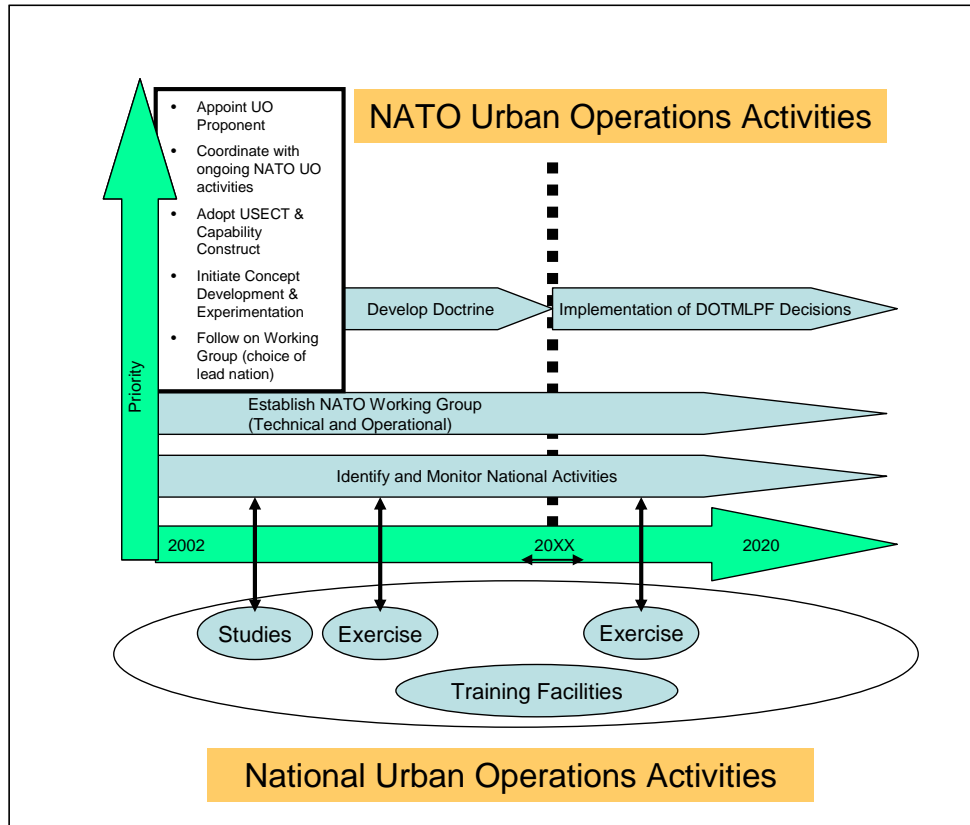 NATO Urban Operations Activities
• Appoint UO
Proponent
• Coordinate with
ongoing NATO UO
activities
• Adopt USECT &
Capability
Construct
• Initiate Concept
Development &
Experimentation
• Follow on Working
Group (choice of
lead nation)
Priority
Develop Doctrine
Implementation of DOTMLPF Decisions
Establish NATO Working Group
(Technical and Operational)
Identify and Monitor National Activities
2002
20XX
2020
Studies
Exercise
Exercise
Training Facilities
National Urban Operations Activities